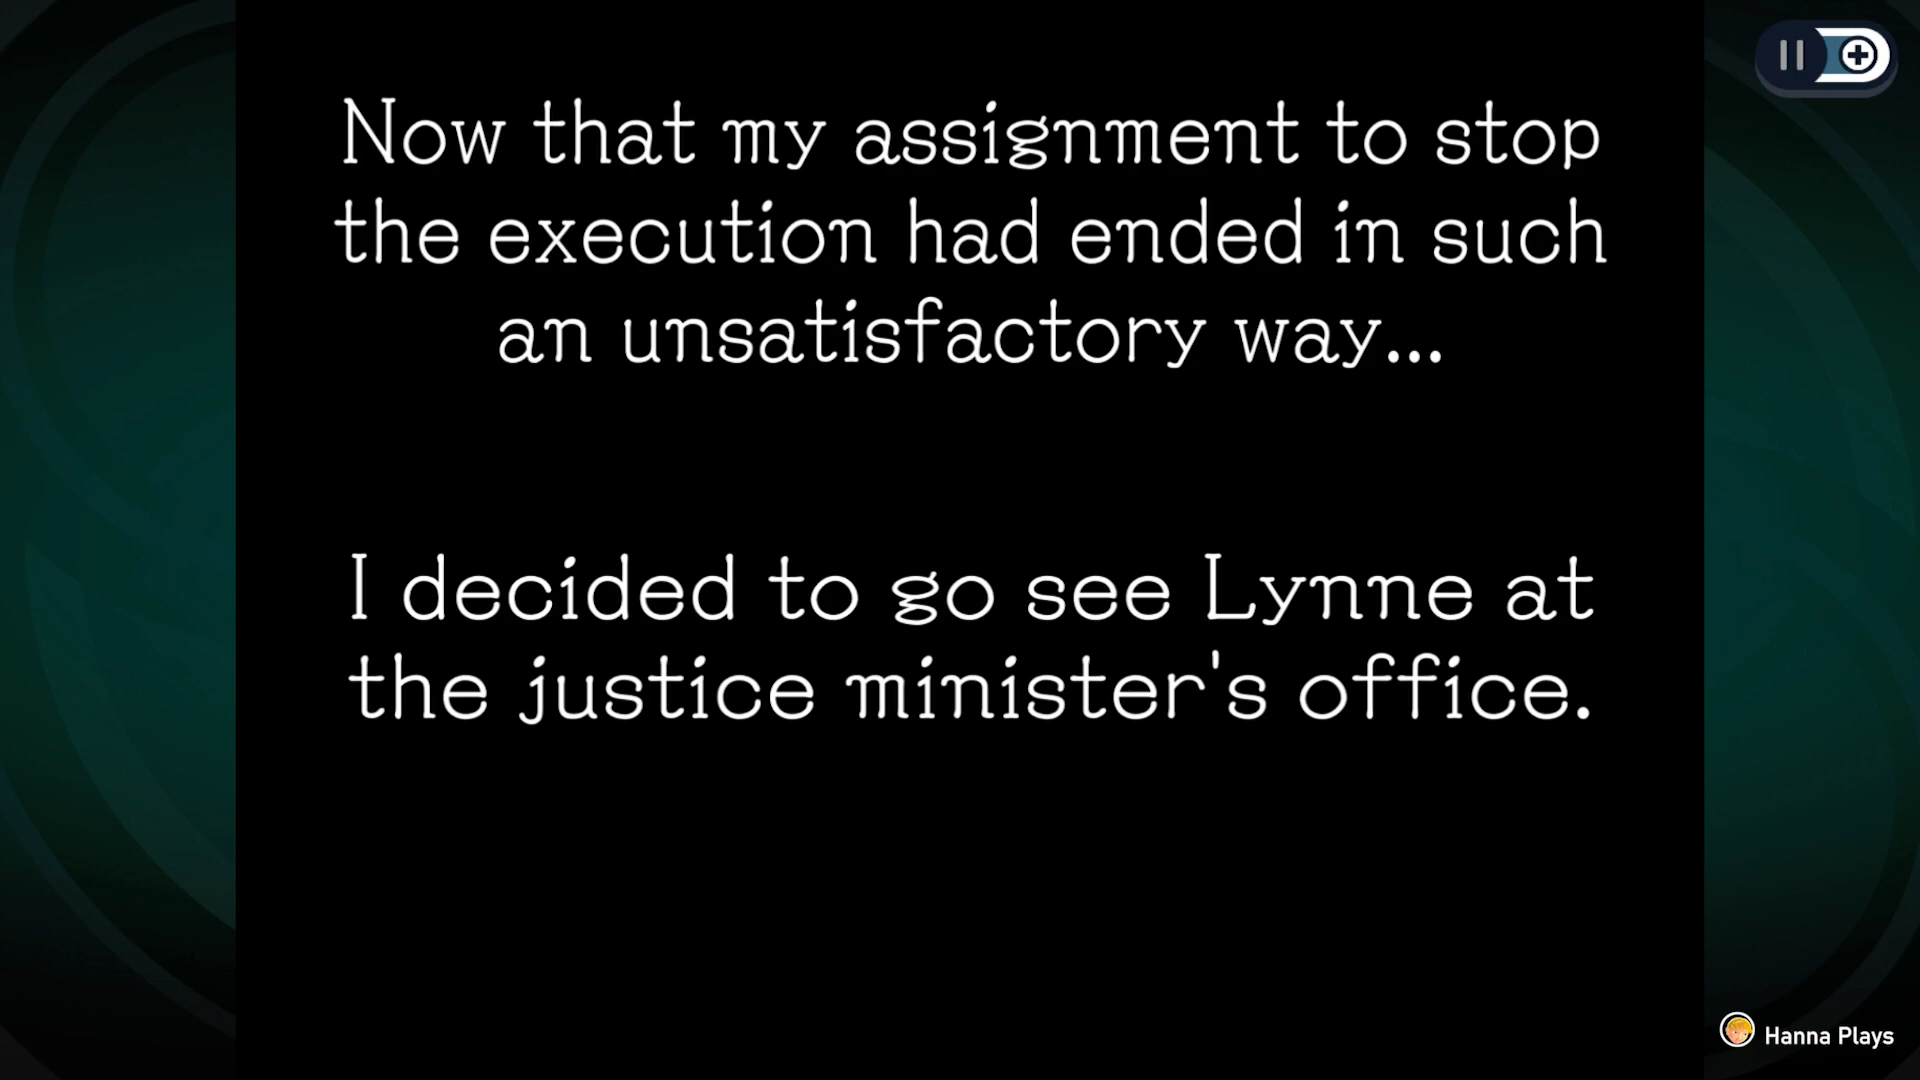 Now that my assignment to stop
the execution had ended in such
an unsatisfactory way...
I decided to go see Lynne at
the justice minister's office.
Hanna Plays